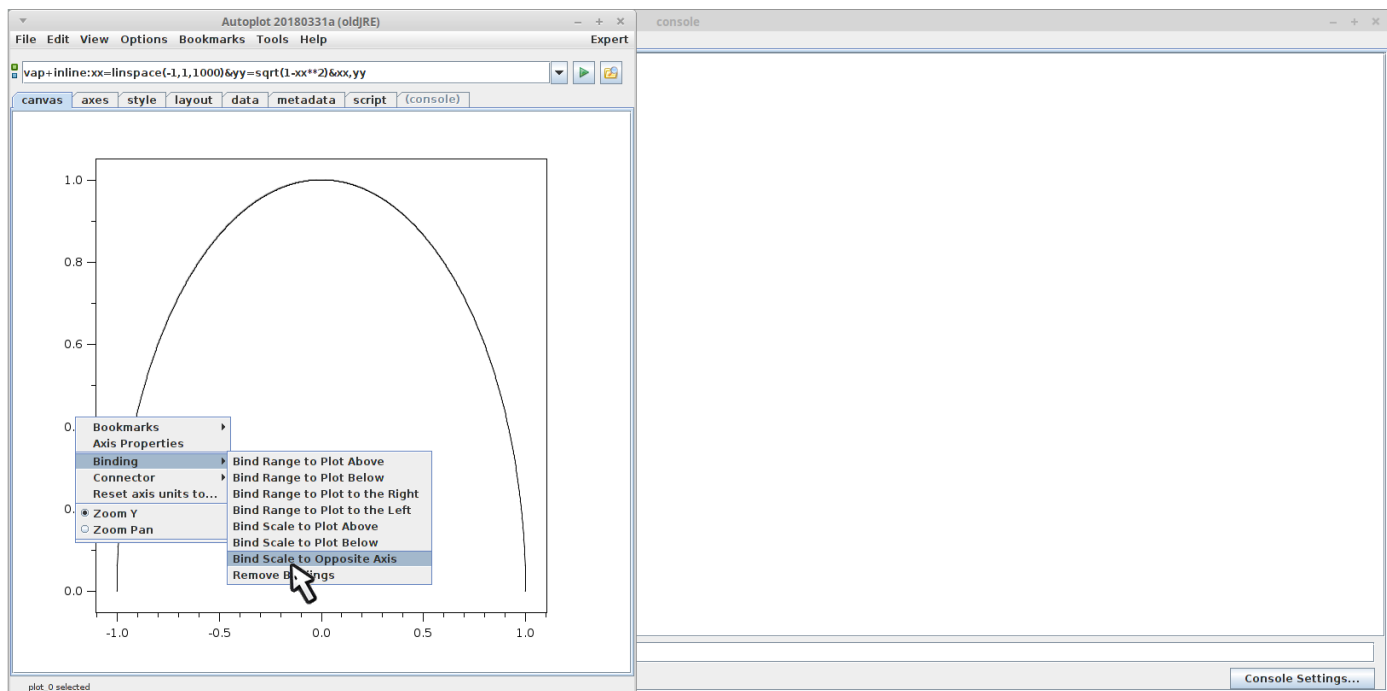 Autoplot 20180331a (oldJRE)
console
File Edit View Options Bookmarks Tools Help Expert
vap+inline:xx=linspace(-1,1,1000)&yy=sqrt(1-xx**2)&xx,yy
canvas axes style layout data metadata script (console)
1.0
0.8
0.6
0.
0.
0.0
-1.0 -0.5 0.0 0.5 1.0
Bookmarks
Axis Properties
Binding
Connector
Reset axis units to...
Zoom Y
Zoom Pan
Bind Range to Plot Above
Bind Range to Plot Below
Bind Range to Plot to the Right
Bind Range to Plot to the Left
Bind Scale to Plot Above
Bind Scale to Plot Below
Bind Scale to Opposite Axis
Remove
Console Settings...
plot_0 selected